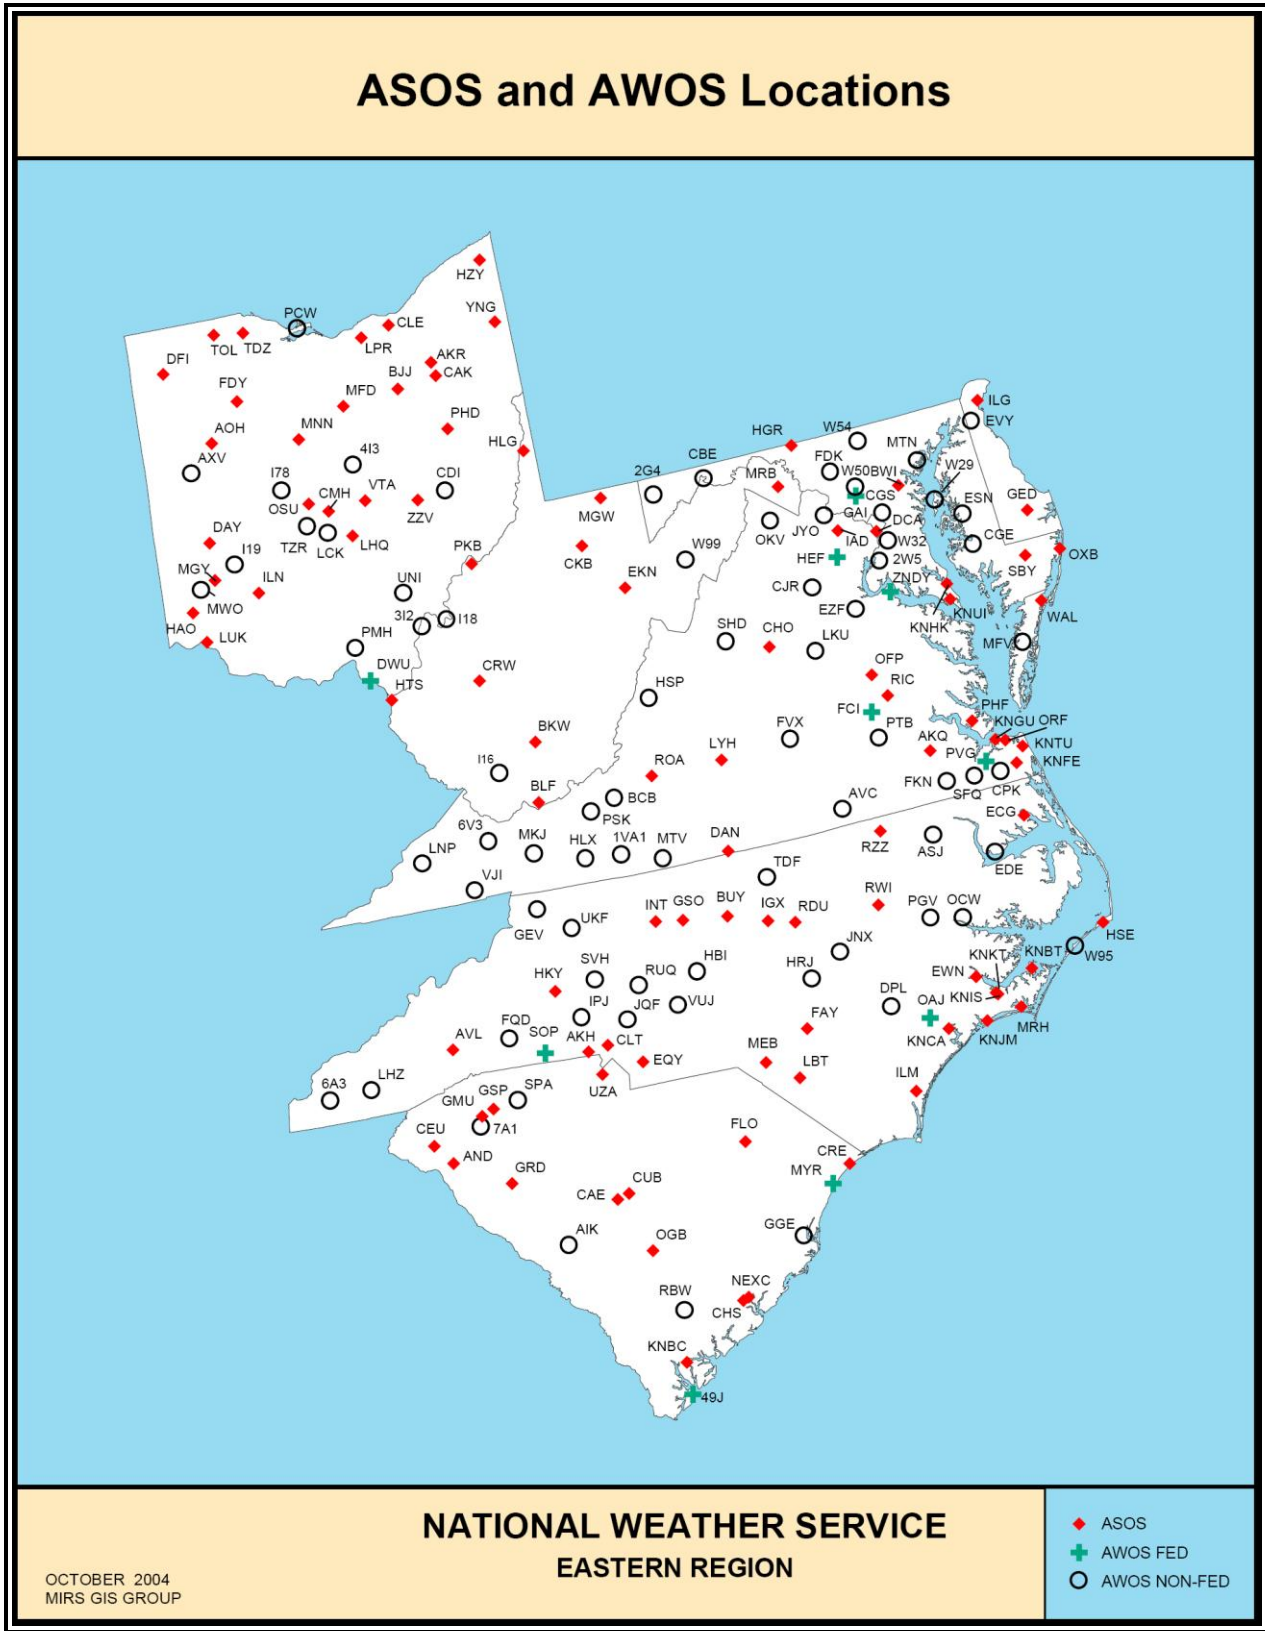 ASOS and AWOS Locations
HZY
YNG
PCW
CLE
TOL
TDZ
LPR
DFI
AKR
CAK
BJJ
FDY
MFD
ILG
EVY
AOH
MNN
PHD
HLG
HGR
W54
MTN
AXV
4I3
CBE
FDK
W50
BWI
W29
I78
CDI
2G4
MRB
CMH
VTA
OSU
ZZV
MGW
CGS
ESN
GED
GAI
DCA
JYO
OKV
TZR
LCK
LHQ
DAY
I19
PKB
CKB
W99
IAD
W32
CGE
OXB
HEF
2W5
SBY
MGY
ILN
UNI
EKN
CJR
ZNDY
MWO
HAO
3I2
I18
EZF
KNHK
KNUI
WAL
LUK
PMH
SHD
CHO
LKU
MFV
DWU
HTS
CRW
OFP
HSP
RIC
FCI
PHF
KNGU
ORF
BKW
FVX
PTB
AKQ
KNTU
LYH
PVG
KNFE
I16
ROA
BLF
BCB
AVC
FKN
SFQ
CPK
PSK
ECG
6V3
MKJ
HLX
1VA1
MTV
DAN
RZZ
ASJ
LNP
EDE
VJI
TDF
RWI
INT
GSO
BUY
IGX
RDU
PGV
OCW
GEV
UKF
HSE
JNX
W95
SVH
HBI
KNKT
KNBT
HKY
RUQ
HRJ
EWN
KNIS
IPJ
JQF
VUJ
DPL
OAJ
MRH
FQD
SOP
FAY
AVL
AKH
CLT
KNCA
KNJM
EQY
MEB
LBT
6A3
LHZ
UZA
ILM
GSP
SPA
GMU
7A1
CEU
FLO
AND
CRE
GRD
MYR
CUB
CAE
AIK
GGE
OGB
NEXC
RBW
CHS
KNBC
49J
NATIONAL WEATHER SERVICE
EASTERN REGION
OCTOBER 2004
MIRS GIS GROUP
ASOS
AWOS FED
AWOS NON-FED